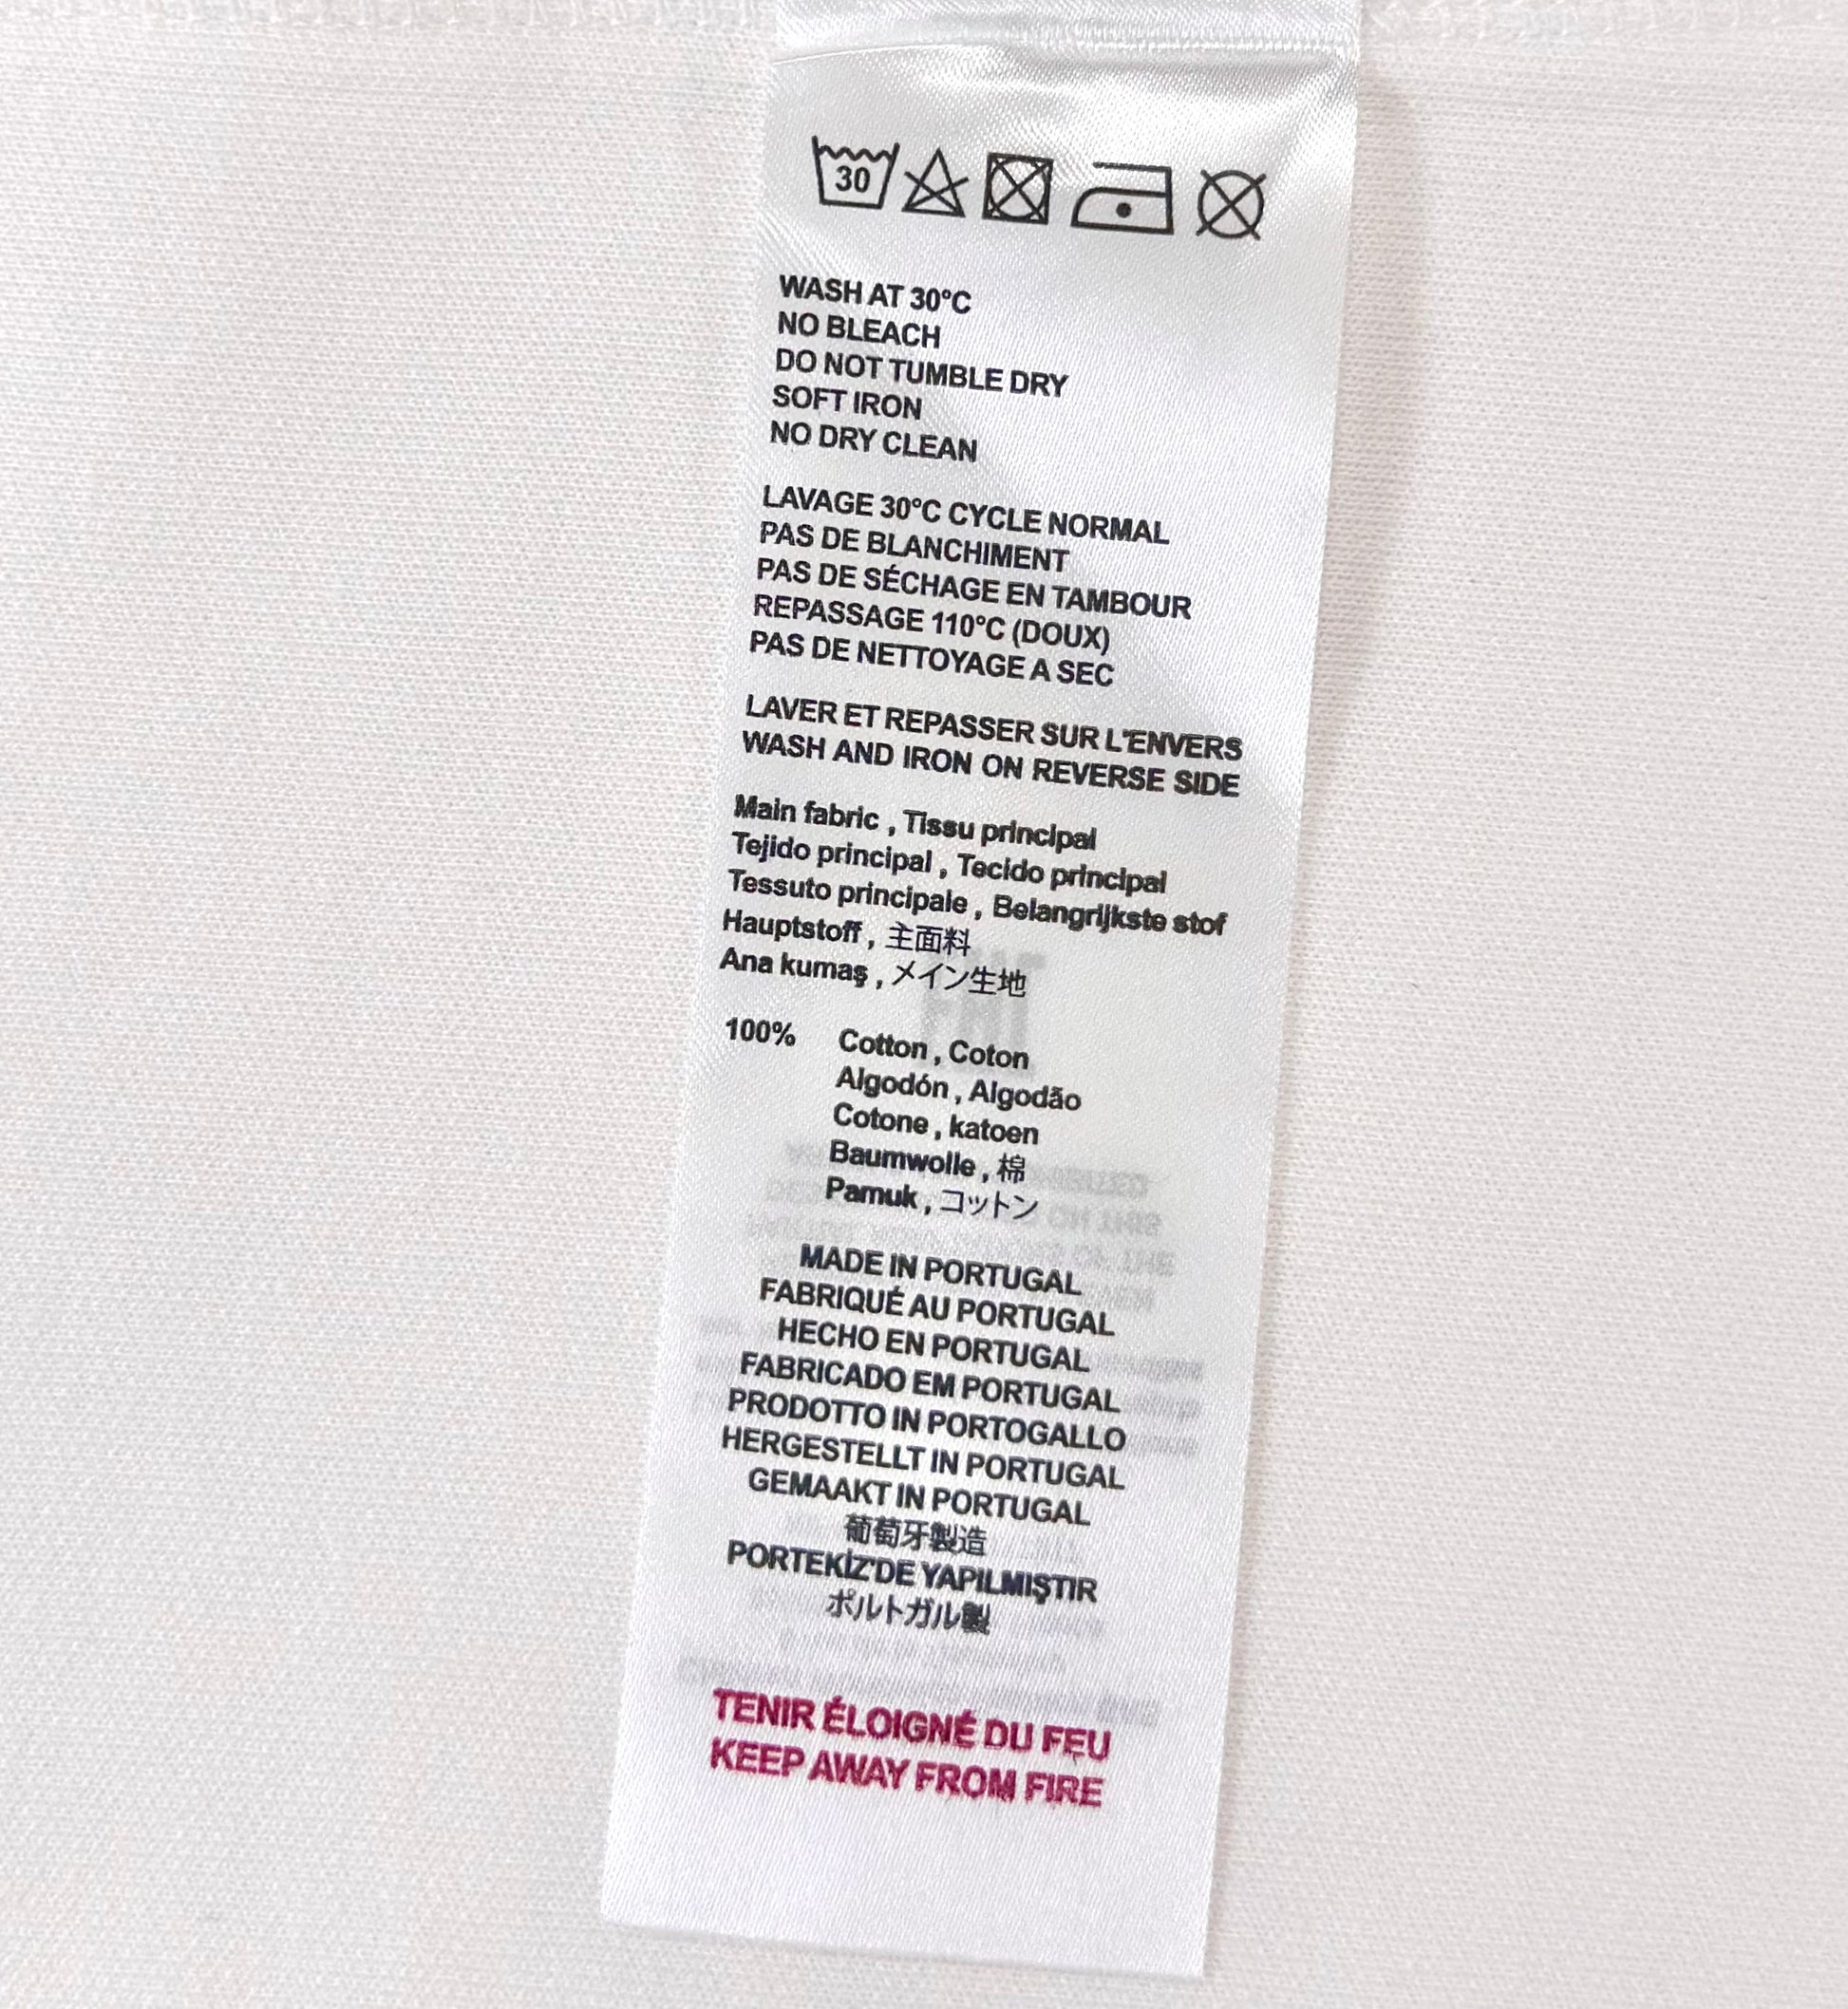 30
WASH AT 30°C
NO BLEACH
DO NOT TUMBLE DRY
SOFT IRON
NO DRY CLEAN
LAVAGE 30°C CYCLE NORMAL
PAS DE BLANCHIMENT
PAS DE SÉCHAGE EN TAMBOUR
REPASSAGE 110°C (DOUX)
PAS DE NETTOYAGE A SEC
LAVER ET REPASSER SUR L'ENVERS
WASH AND IRON ON REVERSE SIDE
Main fabric , Tissu principal
Tejido principal , Tecido principal
Tessuto principale , Belangrijkste stof
Hauptstoff , 主面料
Ana kumaş , メイン生地
100% Cotton , Coton
Algodón , Algodão
Cotone , katoen
Baumwolle , 棉
Pamuk , コットン
MADE IN PORTUGAL
FABRIQUÉ AU PORTUGAL
HECHO EN PORTUGAL
FABRICADO EM PORTUGAL
PRODOTTO IN PORTOGALLO
HERGESTELLT IN PORTUGAL
GEMAAKT IN PORTUGAL
葡萄牙製造
PORTEKİZ'DE YAPILMIŞTIR
ポルトガル製
TENIR ÉLOIGNÉ DU FEU
KEEP AWAY FROM FIRE